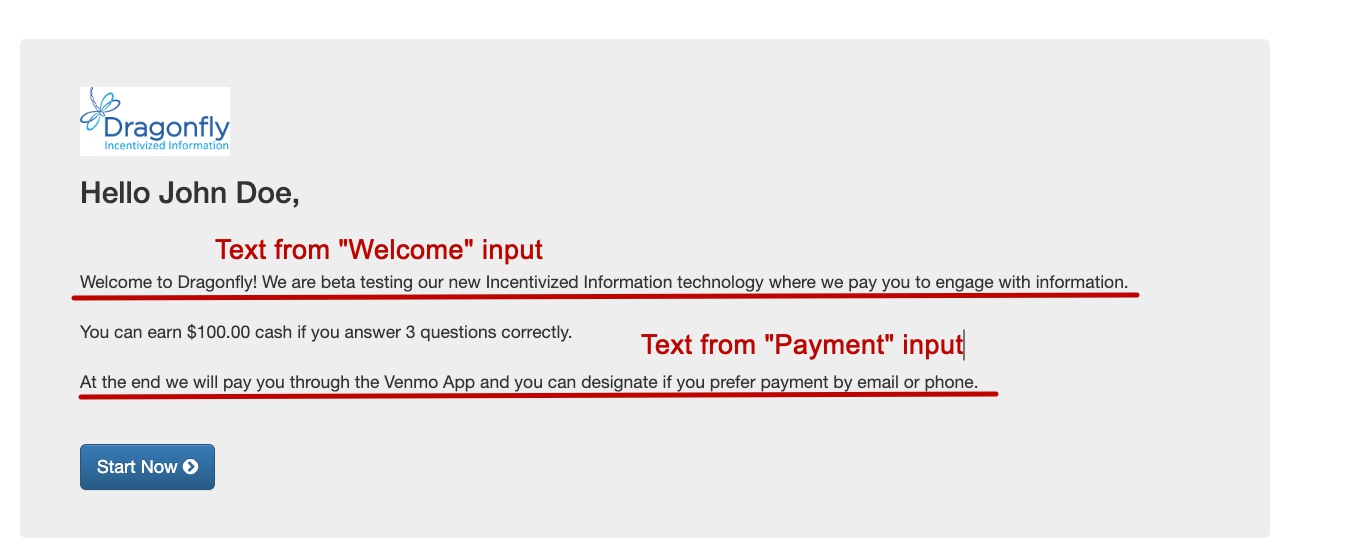 Dragonfly
Incentivized Information
Hello John Doe,
Text from "Welcome" input
Welcome to Dragonfly! We are beta testing our new Incentivized Information technology where we pay you to engage with information.
You can earn $100.00 cash if you answer 3 questions correctly.
Text from "Payment" input
At the end we will pay you through the Venmo App and you can designate if you prefer payment by email or phone.
Start Now